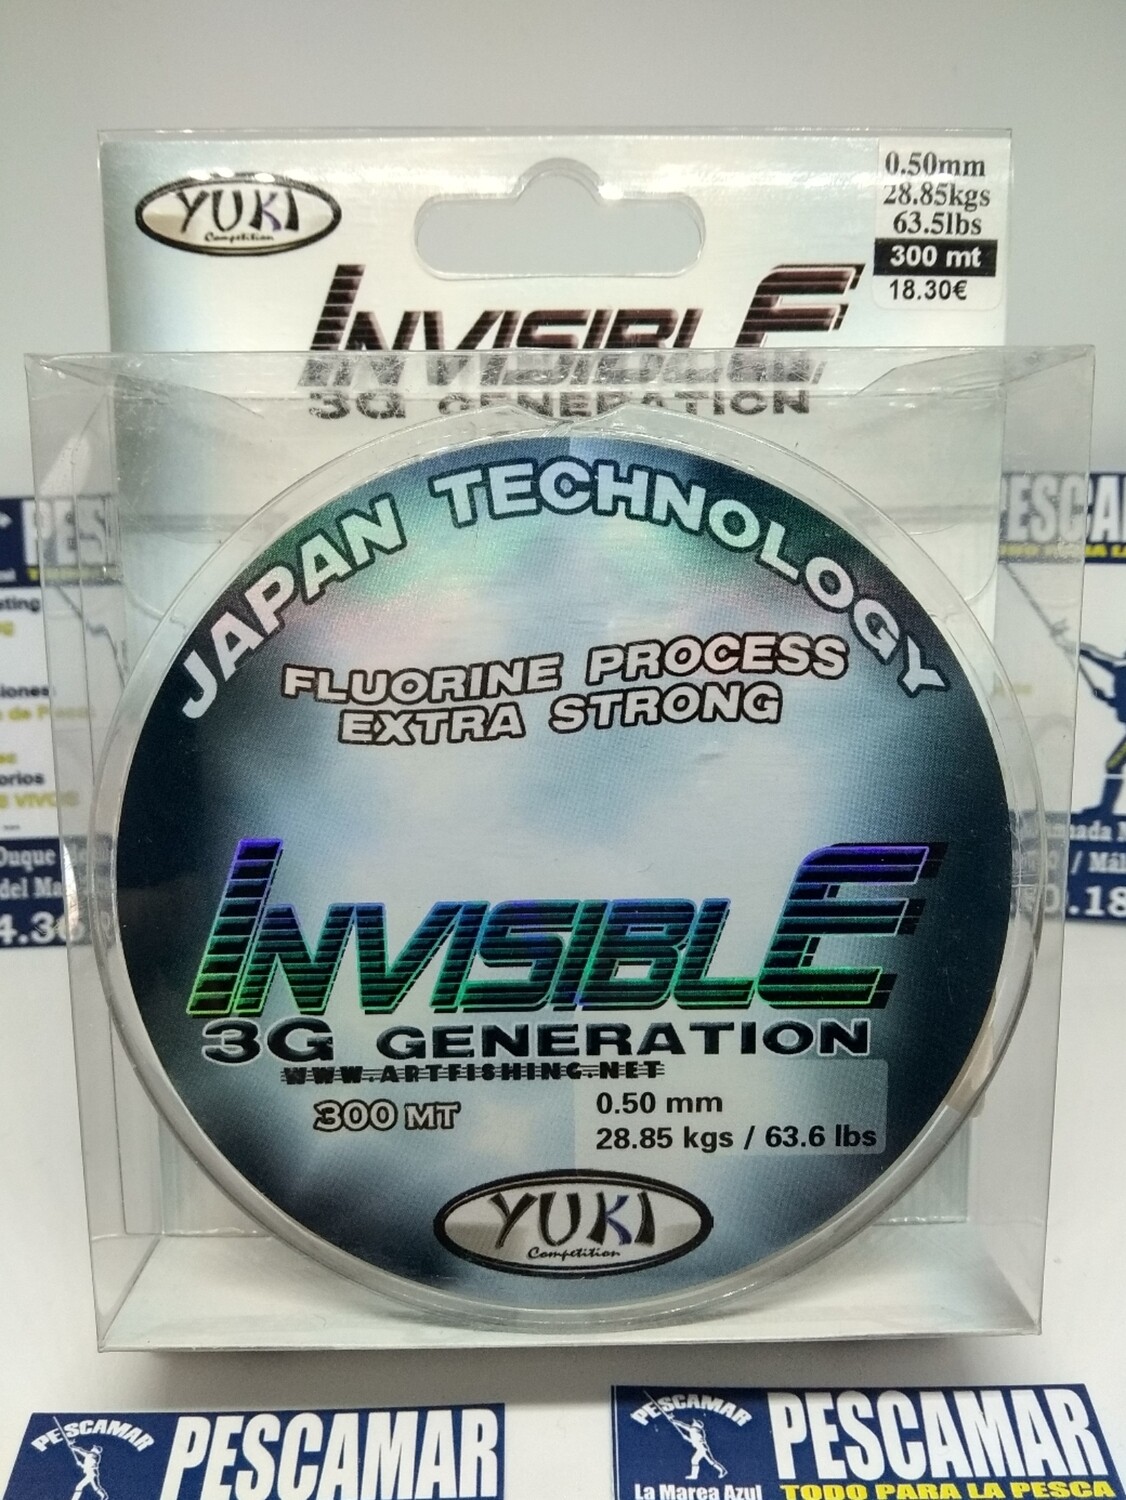 YUKI
Competition
0.50mm
28.85kgs
63.5lbs
300 mt
18.30€
INVISIBLE
3G GENERATION
JAPAN TECHNOLOGY
FLUORINE PROCESS
EXTRA STRONG
INVISIBLE
3G GENERATION
WWW.ARTFISHING.NET
300 MT
0.50 mm
28.85 kgs / 63.6 lbs
YUKI
Competition
PESCAMAR
PESCAMAR
PESCAMAR
PESCAMAR
La Marea Azul
TODO PARA LA PESCA